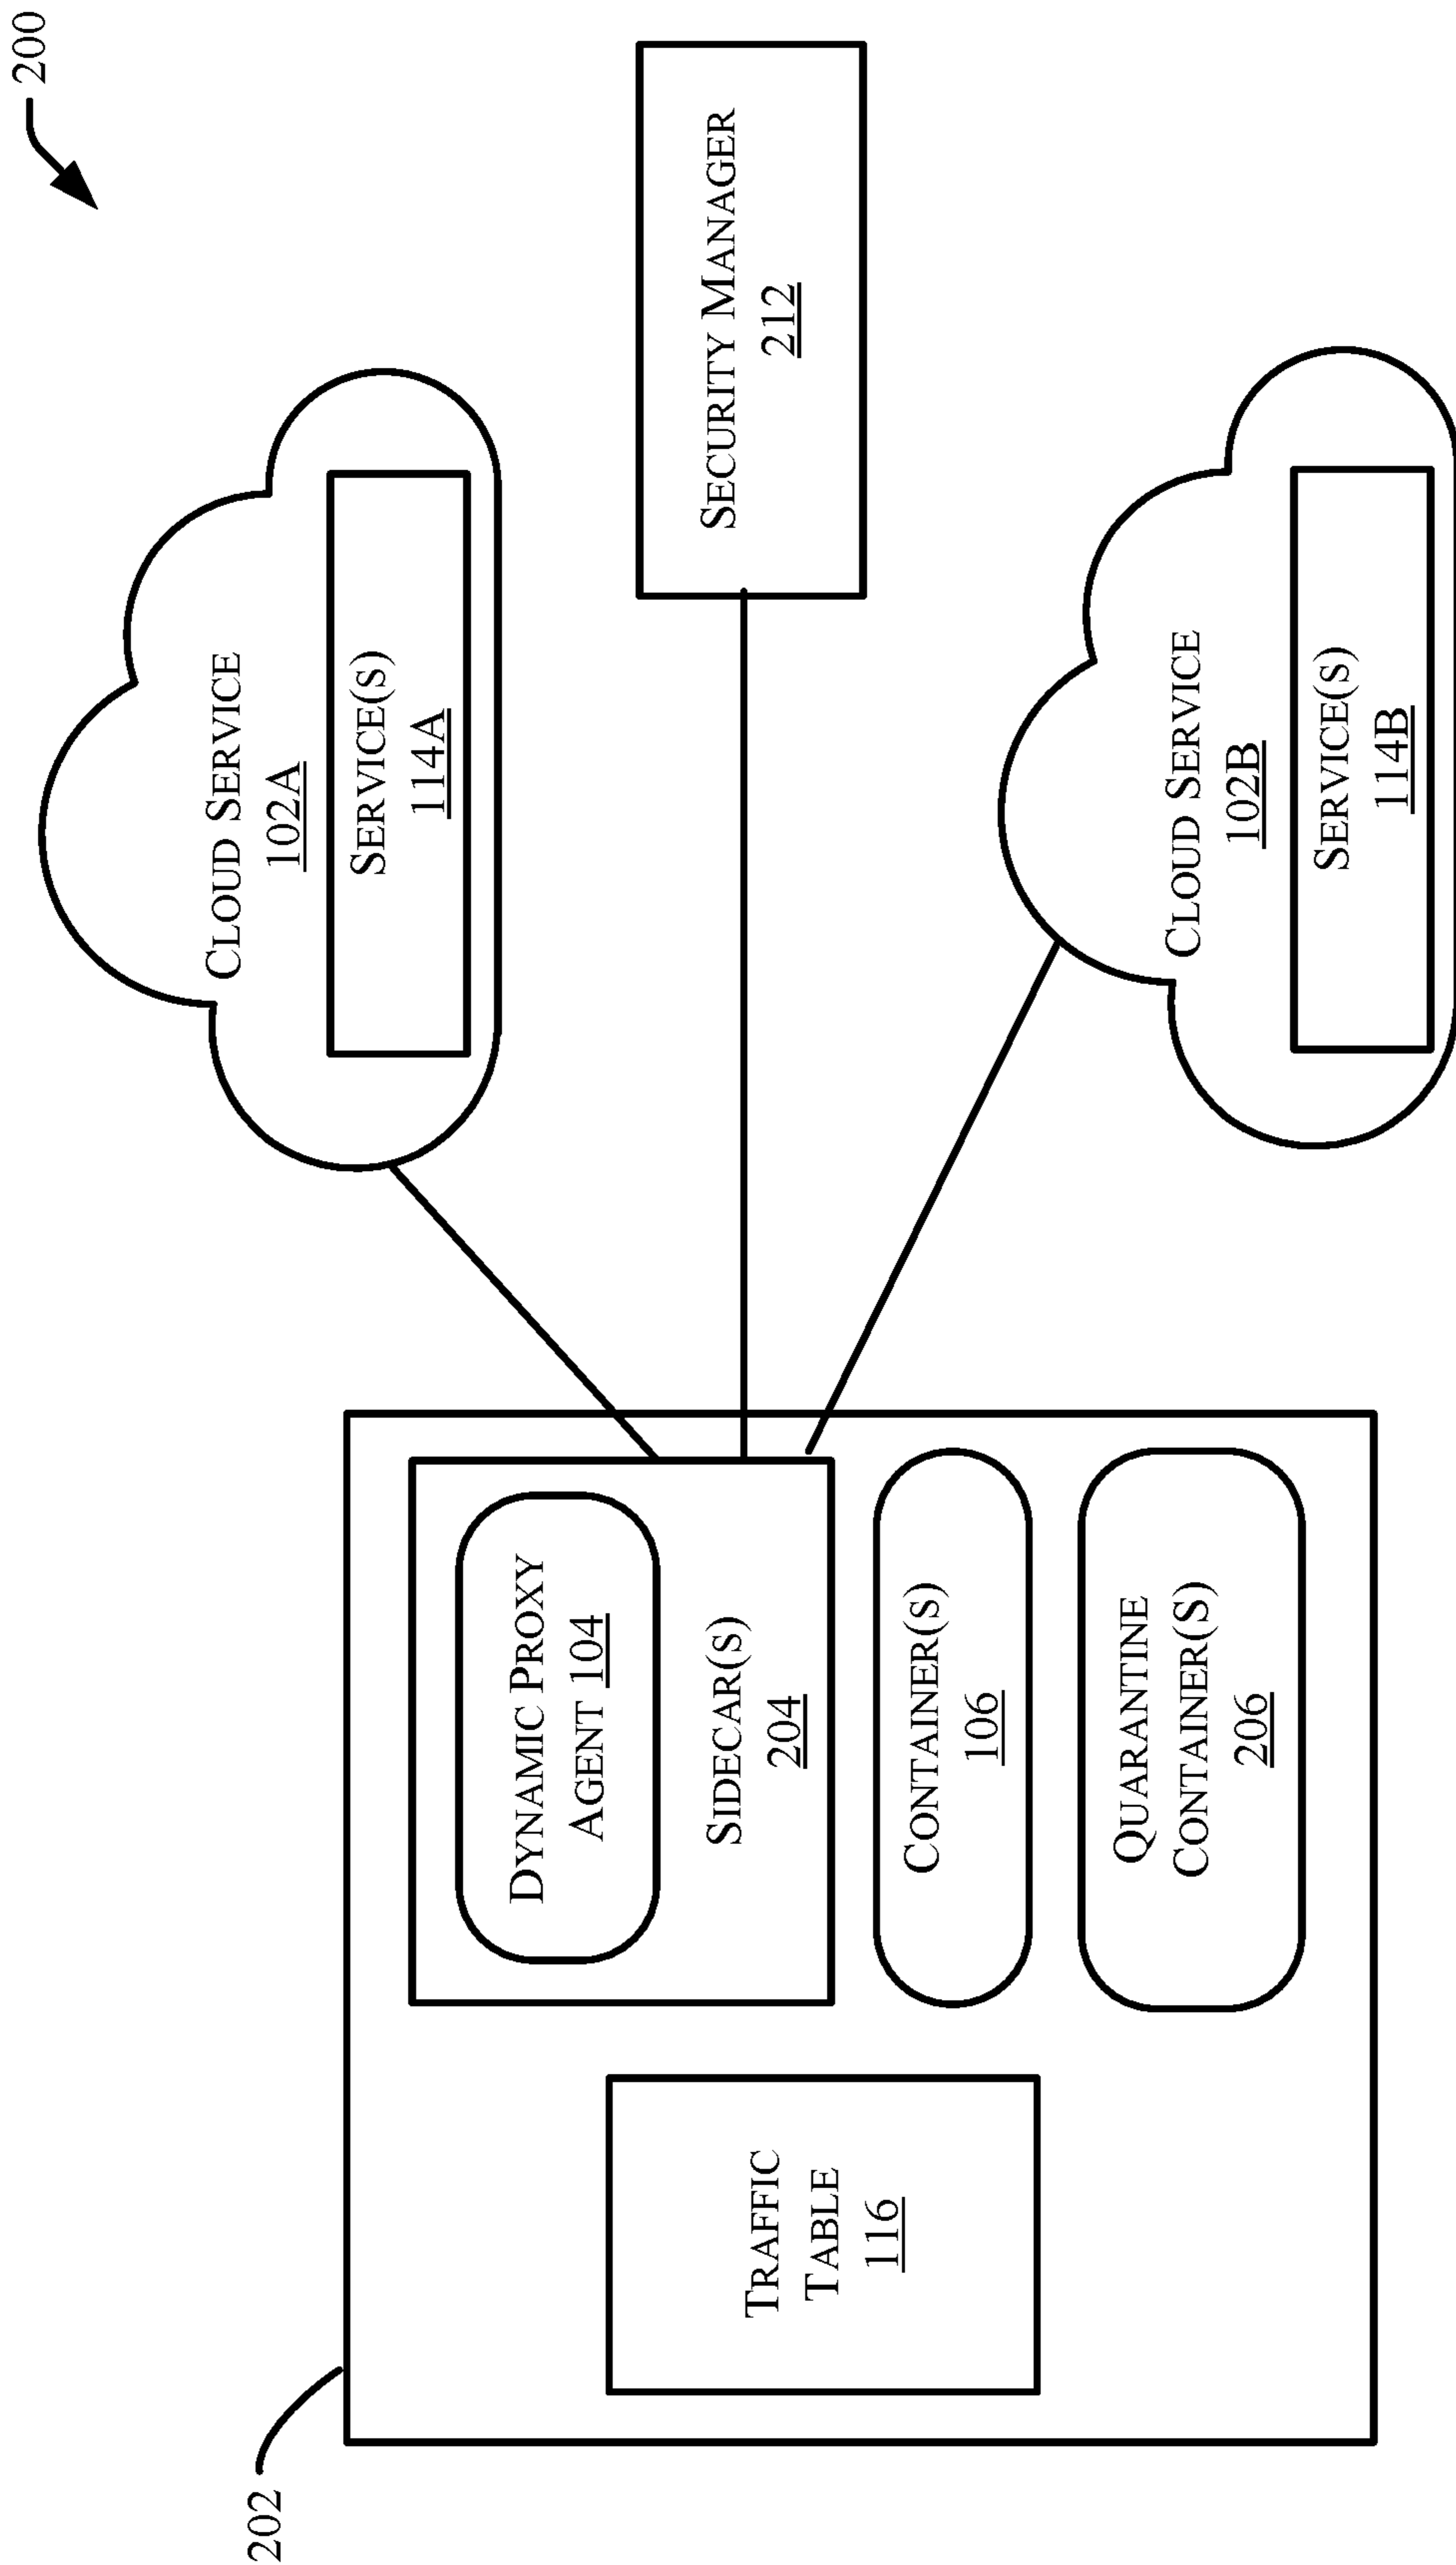 200
202
TRAFFIC
TABLE
116
DYNAMIC PROXY
AGENT 104
SIDECAR(S)
204
CONTAINER(S)
106
QUARANTINE
CONTAINER(S)
206
CLOUD SERVICE
102A
SERVICE(S)
114A
SECURITY MANAGER
212
CLOUD SERVICE
102B
SERVICE(S)
114B